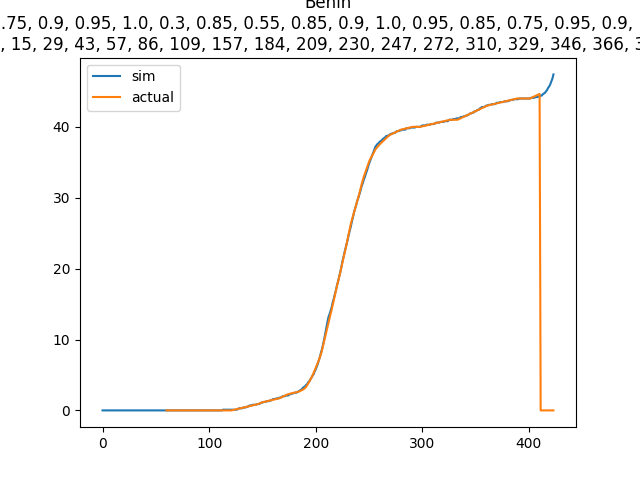 Benin
.75, 0.9, 0.95, 1.0, 0.3, 0.85, 0.55, 0.85, 0.9, 1.0, 0.95, 0.85, 0.75, 0.95, 0.9,
, 15, 29, 43, 57, 86, 109, 157, 184, 209, 230, 247, 272, 310, 329, 346, 366, 3
sim
actual
40
30
20
10
0
0 100 200 300 400